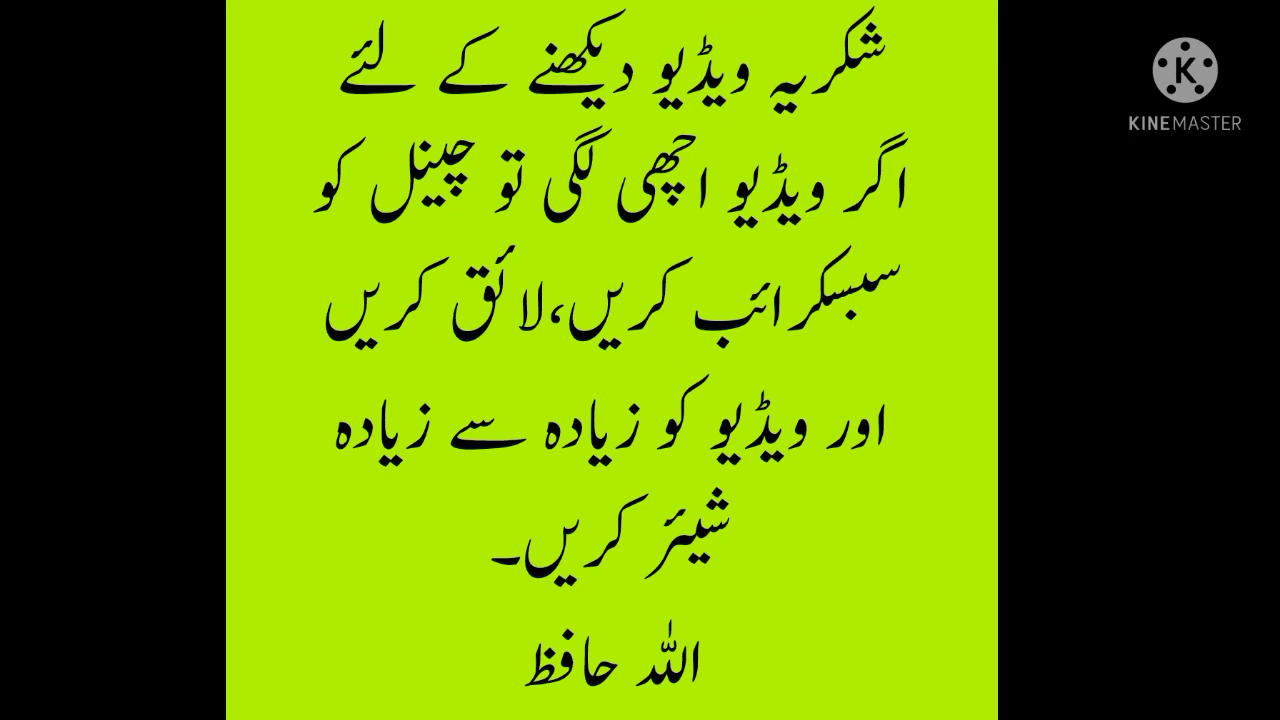 شکریہ ویڈیو دیکھنے کے لئے
اگر ویڈیو اچھی لگی تو چینل کو
سبسکرائب کریں،لائق کریں
اور ویڈیو کو زیادہ سے زیادہ
شیئر کریں۔
اللہ حافظ
KINEMASTER